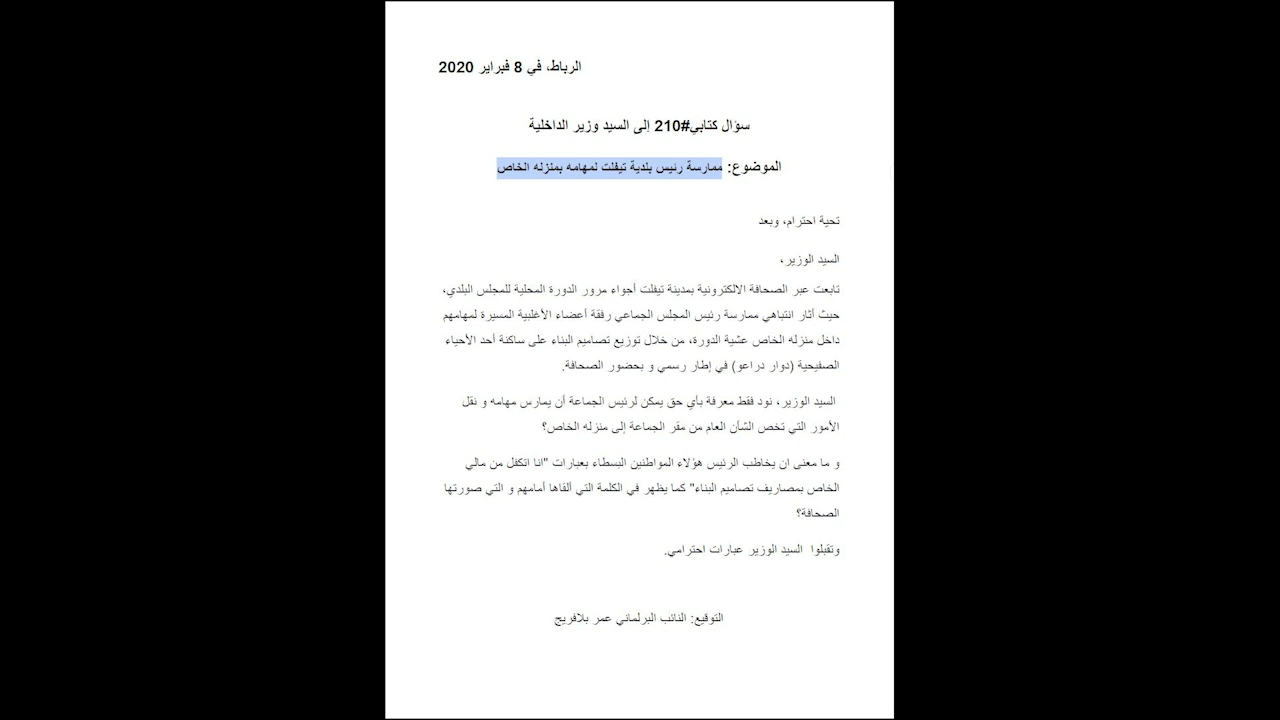 الرباط، في 8 فبراير 2020
سؤال كتابي#210 إلى السيد وزير الداخلية
الموضوع: ممارسة رئيس بلدية تيفلت لمهامه بمنزله الخاص
تحية احترام، وبعد
السيد الوزير،
تابعت عبر الصحافة الالكترونية بمدينة تيفلت أجواء مرور الدورة المحلية للمجلس البلدي،
حيث أثار انتباهي ممارسة رئيس المجلس الجماعي رفقة أعضاء الأغلبية المسيرة لمهامهم
داخل منزله الخاص عشية الدورة، من خلال توزيع تصاميم البناء على ساكنة أحد الأحياء
الصفيحية (دوار دراعو) في إطار رسمي و بحضور الصحافة.
السيد الوزير، نود فقط معرفة بأي حق يمكن لرئيس الجماعة أن يمارس مهامه و نقل
الأمور التي تخص الشأن العام من مقر الجماعة إلى منزله الخاص؟
و ما معنى ان يخاطب الرئيس هؤلاء المواطنين البسطاء بعبارات "انا اتكفل من مالي
الخاص بمصاريف تصاميم البناء" كما يظهر في الكلمة التي ألقاها أمامهم و التي صورتها
الصحافة؟
وتقبلوا السيد الوزير عبارات احترامي.
التوقيع: النائب البرلماني عمر بلافريج